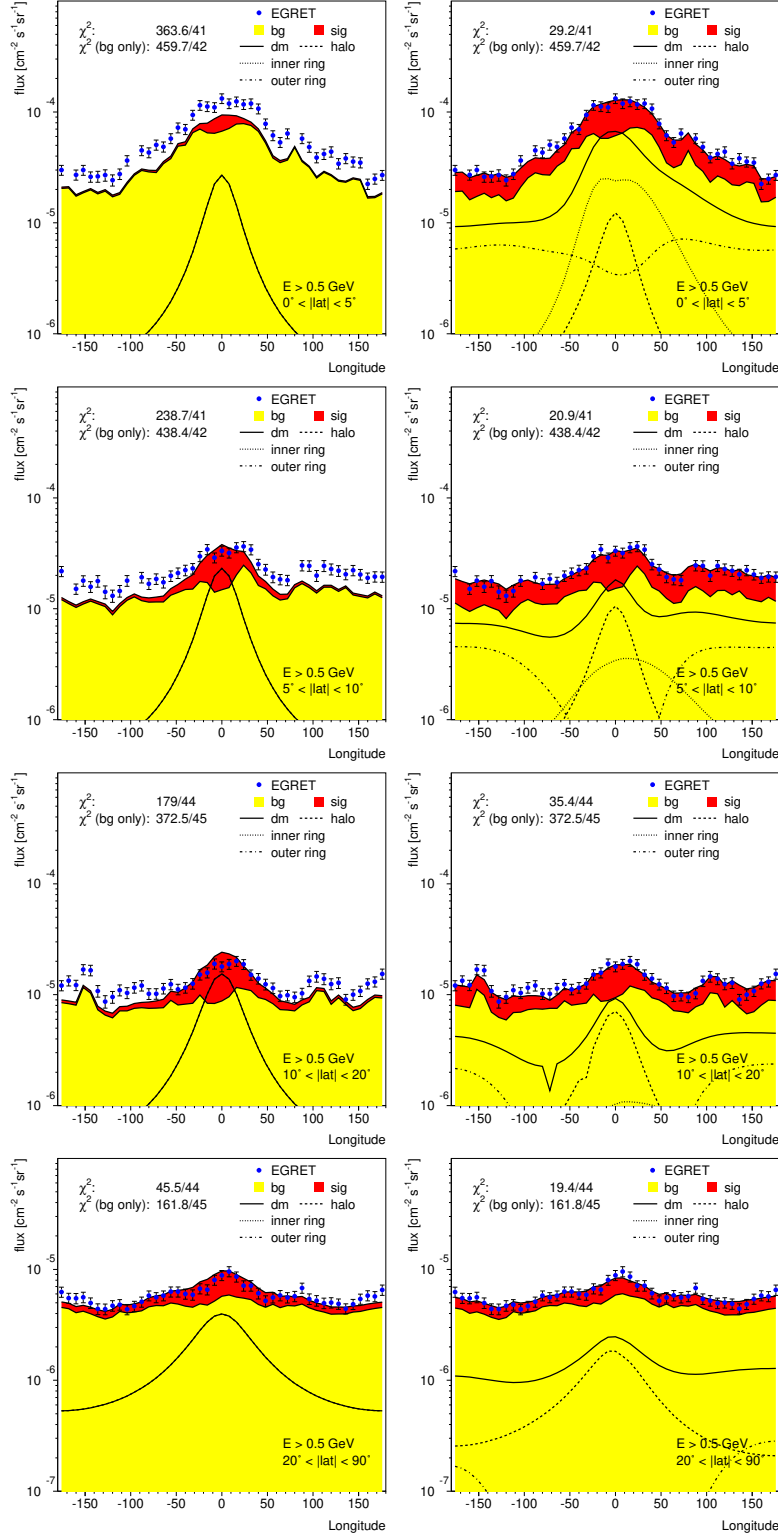 flux [cm⁻² s⁻¹sr⁻¹]
χ²: 363.6/41
χ² (bg only): 459.7/42
EGRET
bg sig
dm halo
inner ring
outer ring
10⁻⁴
10⁻⁵
10⁻⁶
E > 0.5 GeV
0° < |lat| < 5°
-150 -100 -50 0 50 100 150
Longitude
flux [cm⁻² s⁻¹sr⁻¹]
χ²: 29.2/41
χ² (bg only): 459.7/42
EGRET
bg sig
dm halo
inner ring
outer ring
10⁻⁴
10⁻⁵
10⁻⁶
E > 0.5 GeV
0° < |lat| < 5°
-150 -100 -50 0 50 100 150
Longitude
flux [cm⁻² s⁻¹sr⁻¹]
χ²: 238.7/41
χ² (bg only): 438.4/42
EGRET
bg sig
dm halo
inner ring
outer ring
10⁻⁴
10⁻⁵
10⁻⁶
E > 0.5 GeV
5° < |lat| < 10°
-150 -100 -50 0 50 100 150
Longitude
flux [cm⁻² s⁻¹sr⁻¹]
χ²: 20.9/41
χ² (bg only): 438.4/42
EGRET
bg sig
dm halo
inner ring
outer ring
10⁻⁴
10⁻⁵
10⁻⁶
E > 0.5 GeV
5° < |lat| < 10°
-150 -100 -50 0 50 100 150
Longitude
flux [cm⁻² s⁻¹sr⁻¹]
χ²: 179/44
χ² (bg only): 372.5/45
EGRET
bg sig
dm halo
inner ring
outer ring
10⁻⁴
10⁻⁵
10⁻⁶
E > 0.5 GeV
10° < |lat| < 20°
-150 -100 -50 0 50 100 150
Longitude
flux [cm⁻² s⁻¹sr⁻¹]
χ²: 35.4/44
χ² (bg only): 372.5/45
EGRET
bg sig
dm halo
inner ring
outer ring
10⁻⁴
10⁻⁵
10⁻⁶
E > 0.5 GeV
10° < |lat| < 20°
-150 -100 -50 0 50 100 150
Longitude
flux [cm⁻² s⁻¹sr⁻¹]
χ²: 45.5/44
χ² (bg only): 161.8/45
EGRET
bg sig
dm halo
inner ring
outer ring
10⁻⁵
10⁻⁶
10⁻⁷
E > 0.5 GeV
20° < |lat| < 90°
-150 -100 -50 0 50 100 150
Longitude
flux [cm⁻² s⁻¹sr⁻¹]
χ²: 19.4/44
χ² (bg only): 161.8/45
EGRET
bg sig
dm halo
inner ring
outer ring
10⁻⁵
10⁻⁶
10⁻⁷
E > 0.5 GeV
20° < |lat| < 90°
-150 -100 -50 0 50 100 150
Longitude